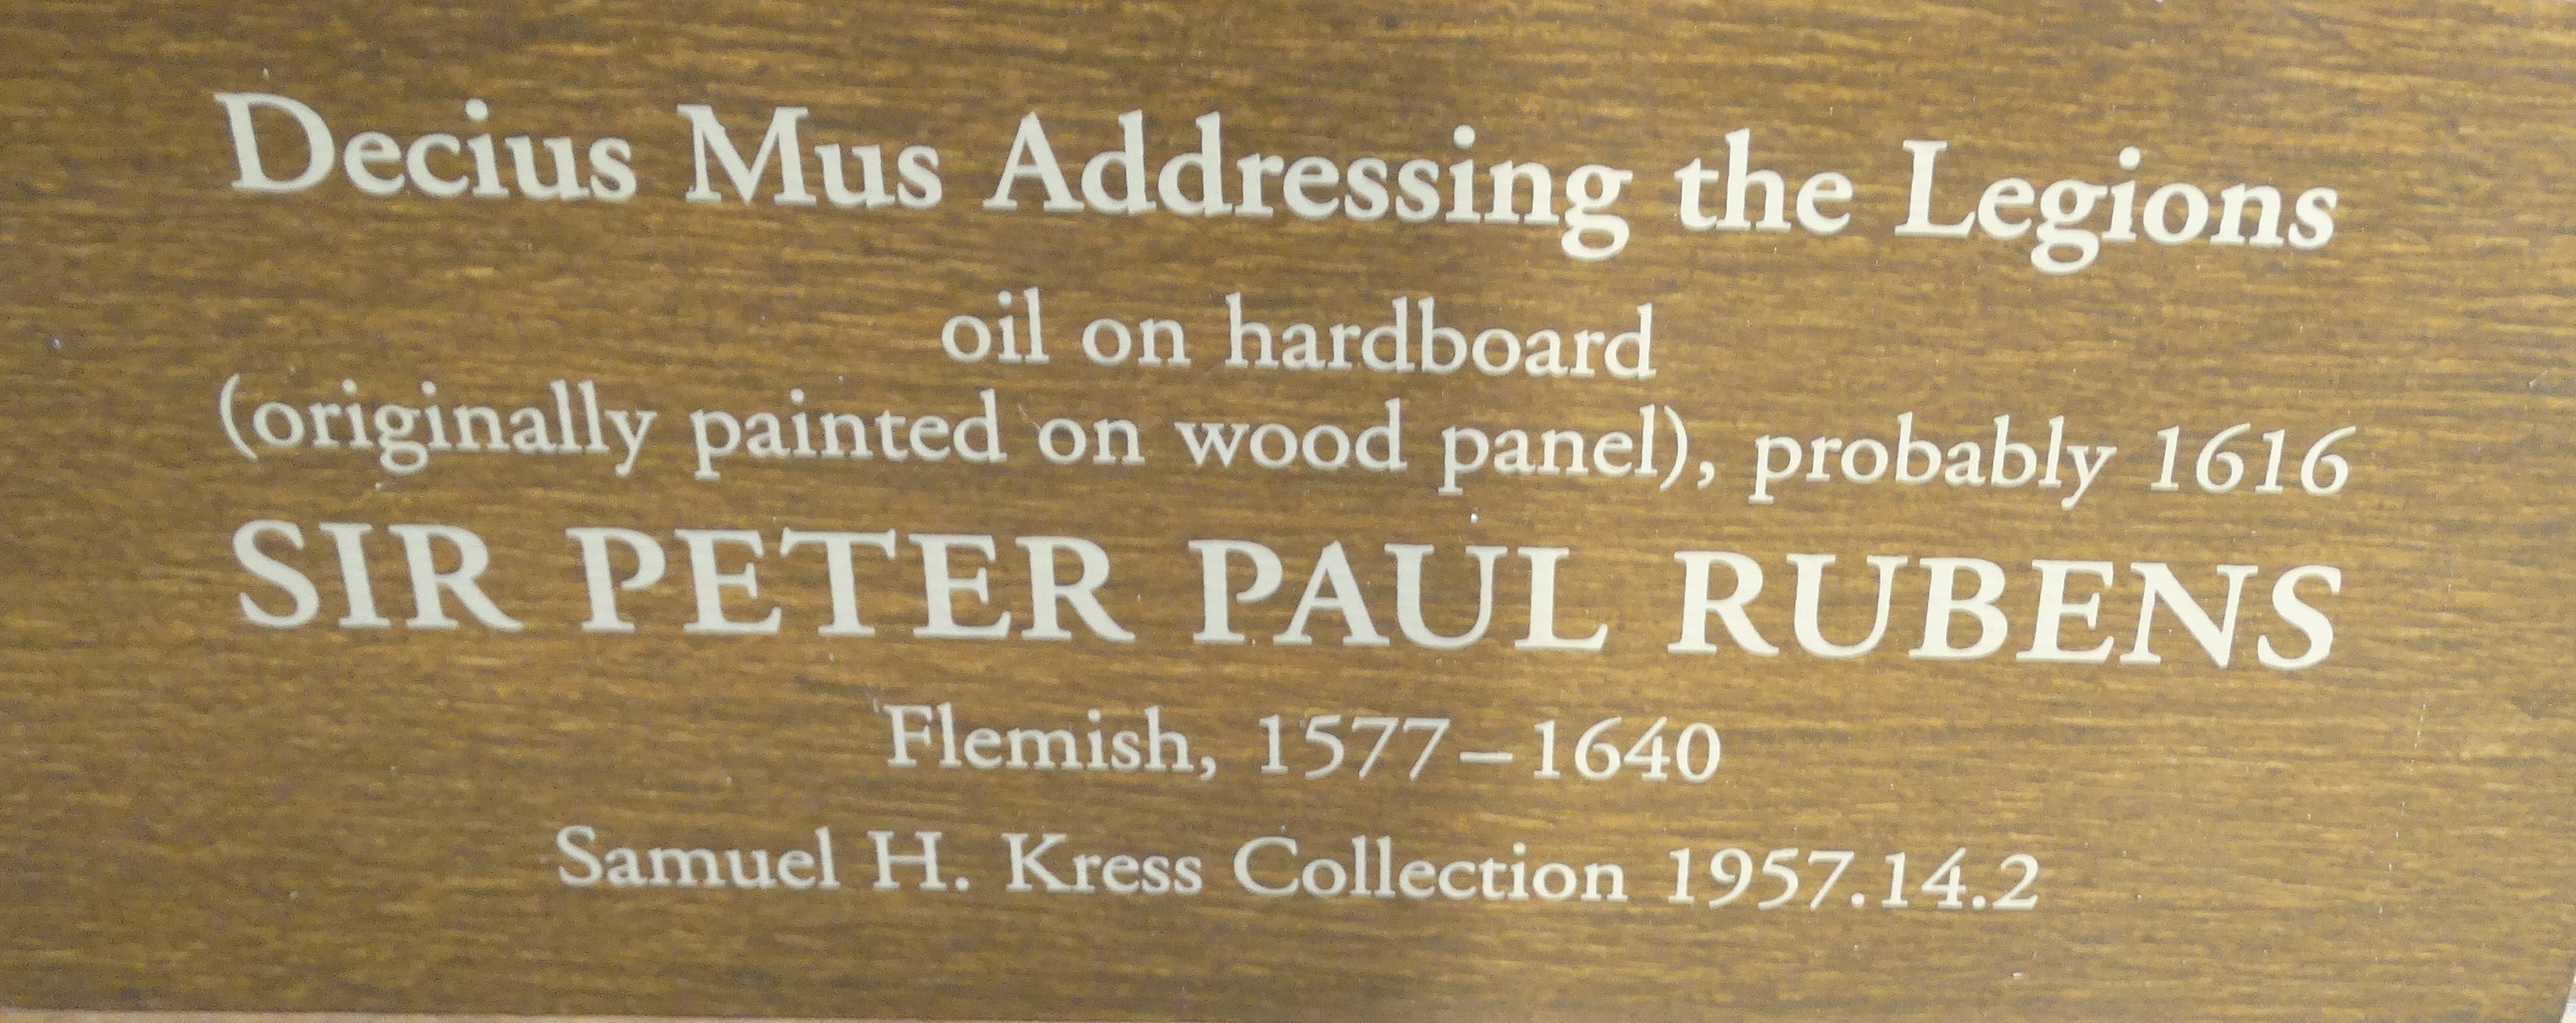 Decius Mus Addressing the Legions
oil on hardboard
(originally painted on wood panel), probably 1616
SIR PETER PAUL RUBENS
Flemish, 1577–1640
Samuel H. Kress Collection 1957.14.2